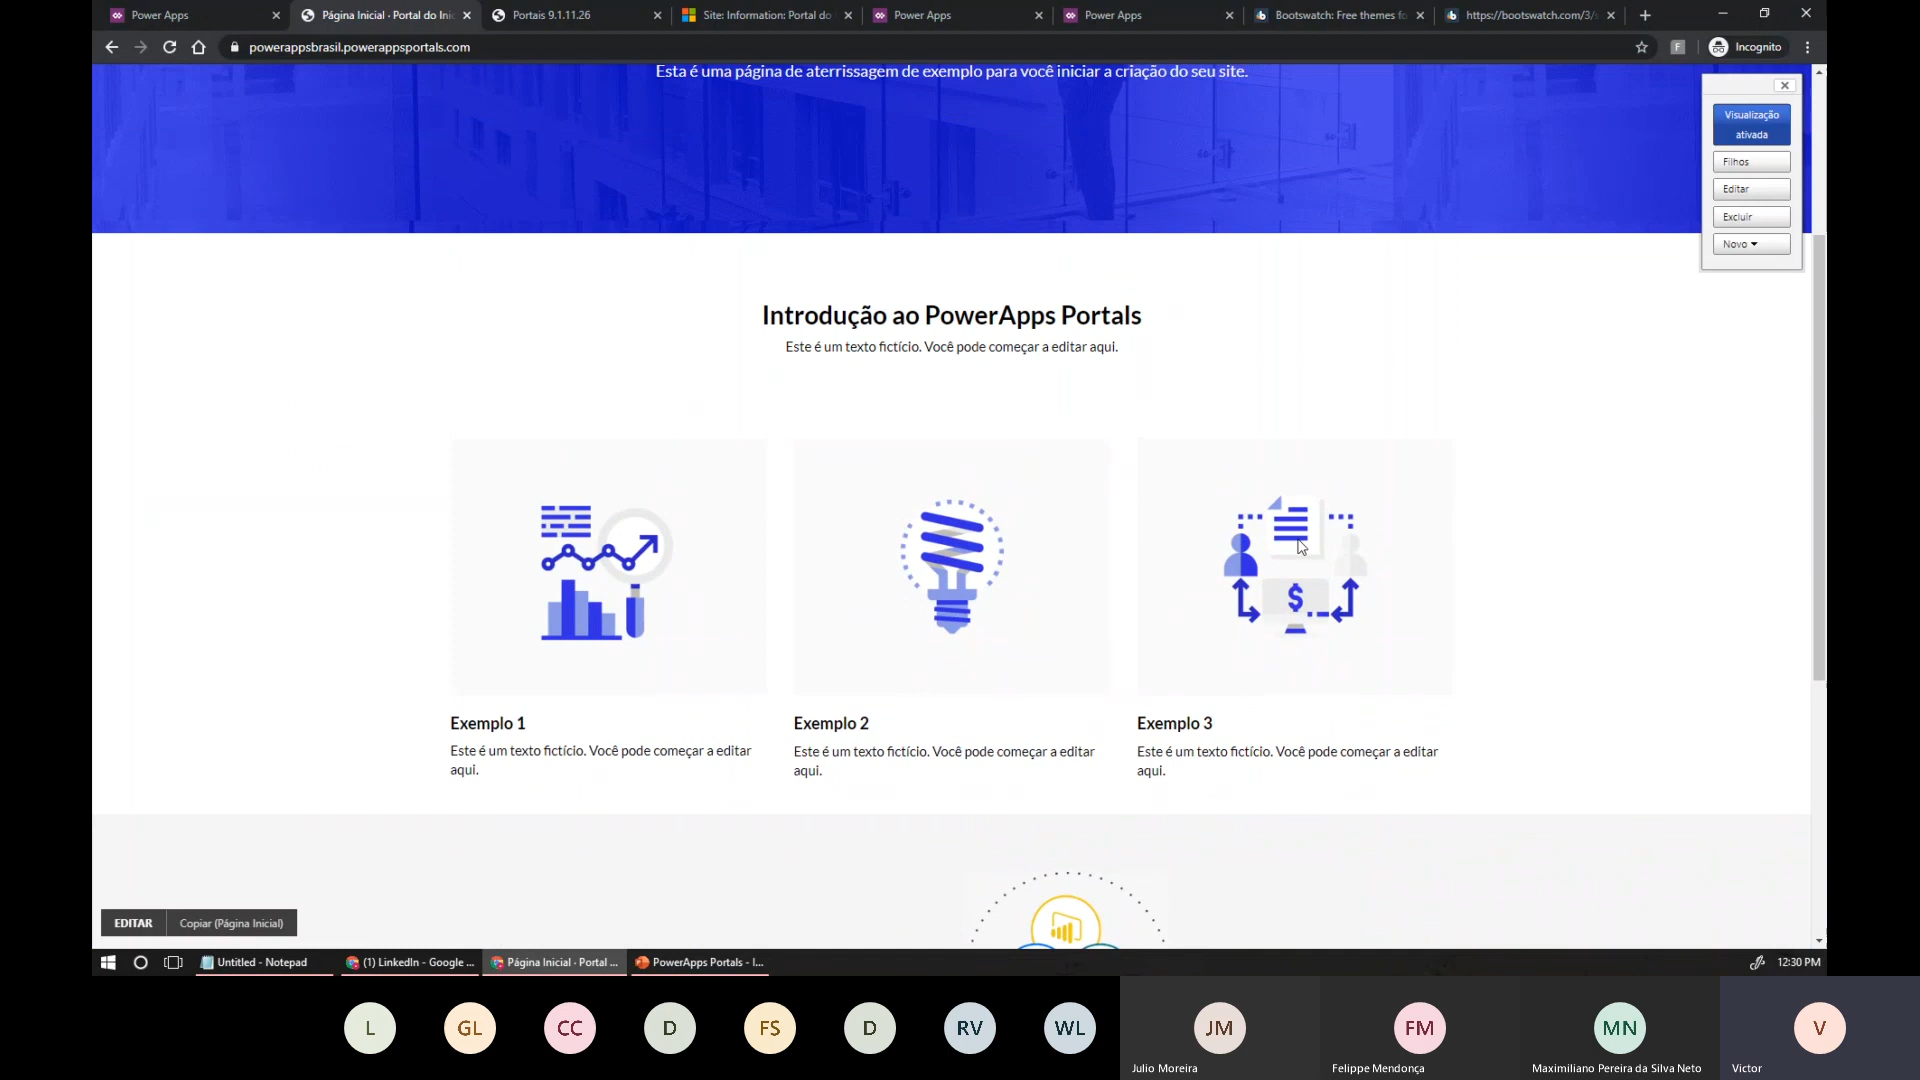 Power Apps
Página Inicial · Portal do Inic
Portais 9.1.11.26
Site: Information: Portal do
Power Apps
Power Apps
Bootswatch: Free themes fo
https://bootswatch.com/3/
powerappsbrasil.powerappsportals.com
F
Incognito
Esta é uma página de aterrissagem de exemplo para você iniciar a criação do seu site.
Visualização
ativada
Filhos
Editar
Excluir
Novo
Introdução ao PowerApps Portals
Este é um texto fictício. Você pode começar a editar aqui.
$
Exemplo 1
Este é um texto fictício. Você pode começar a editar
aqui.
Exemplo 2
Este é um texto fictício. Você pode começar a editar
aqui.
Exemplo 3
Este é um texto fictício. Você pode começar a editar
aqui.
EDITAR
Copiar (Página Inicial)
Untitled - Notepad
(1) LinkedIn - Google ...
Página Inicial · Portal ...
PowerApps Portals - I...
12:30 PM
L
GL
CC
D
FS
D
RV
WL
JM
FM
MN
V
Julio Moreira
Felippe Mendonça
Maximiliano Pereira da Silva Neto
Victor